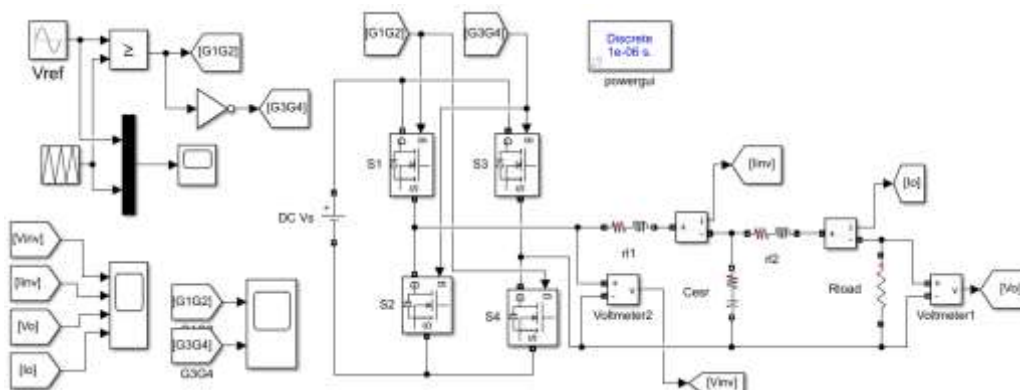 Vref
≥
[G1G2]
[G3G4]
[G1G2]
[G3G4]
Discrete
1e-06 s.
powergui
S1
S3
DC Vs
S2
S4
[Iinv]
[Io]
rl1
rl2
Cesr
Rload
Voltmeter2
Voltmeter1
[Vo]
[Vinv]
[Vinv]
[Iinv]
[Vo]
[Io]
[G1G2]
[G3G4]
G3G4